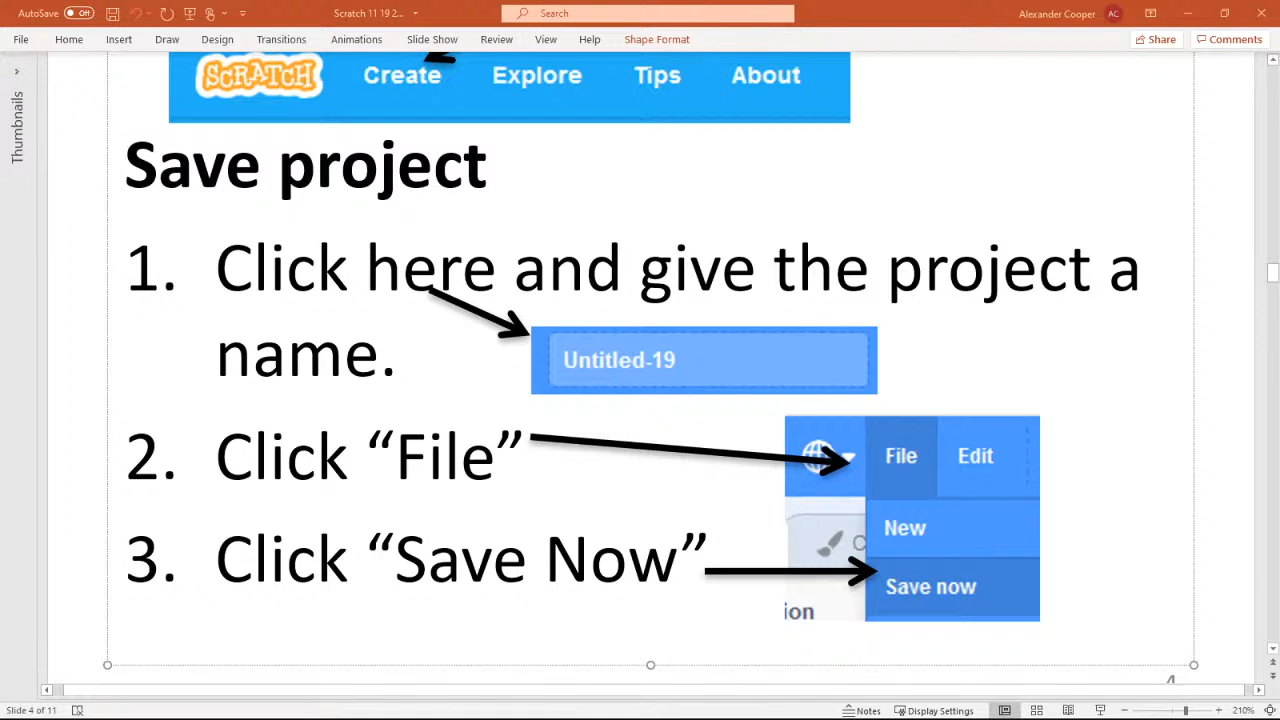 AutoSave Off Scratch 11 19 2... Search Alexander Cooper AC
File Home Insert Draw Design Transitions Animations Slide Show Review View Help Shape Format Share Comments
Thumbnails
SCRATCH Create Explore Tips About
Save project
1. Click here and give the project a
name.
Untitled-19
2. Click “File”
File Edit
New
3. Click “Save Now”
Save now
ion
Slide 4 of 11 Notes Display Settings 210%